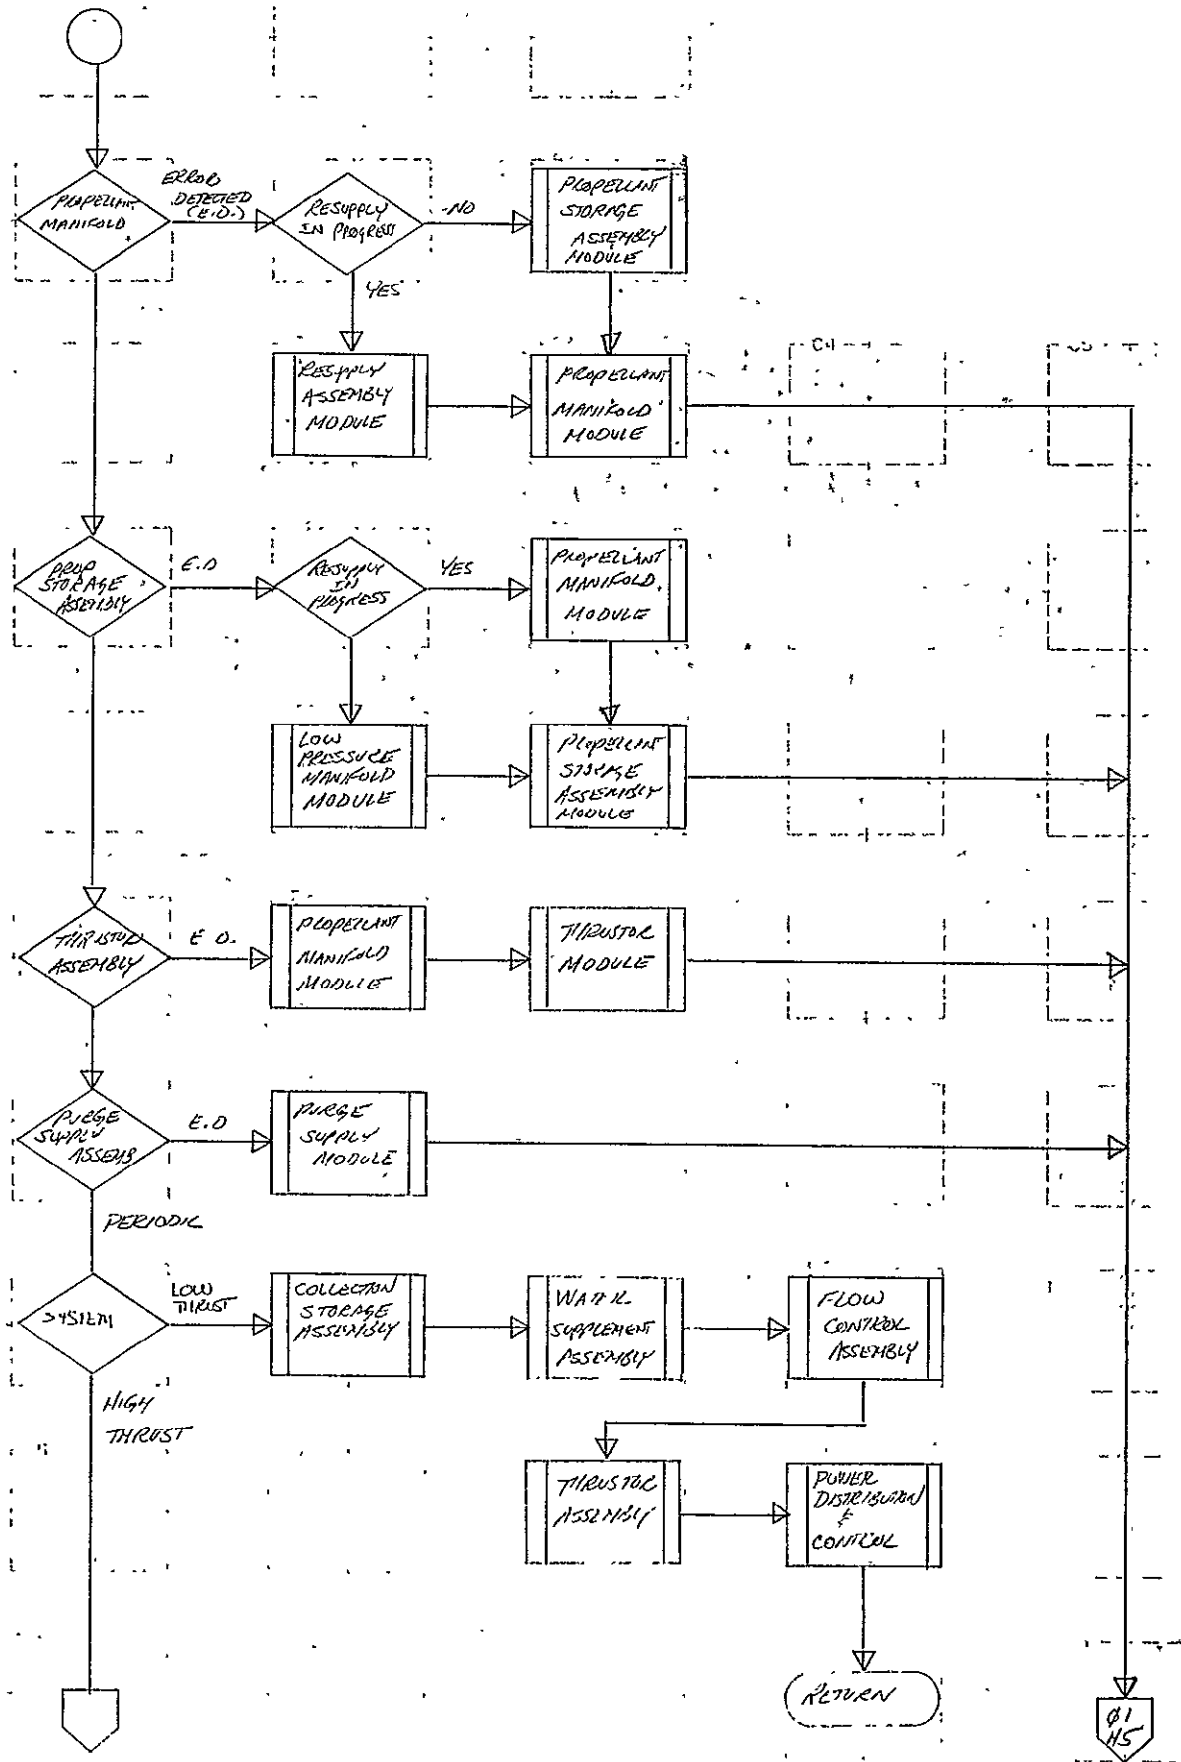 PROPELLANT
MANIFOLD
ERROR
DETECTED
(E.D.)
RESUPPLY
IN PROGRESS
NO
PROPELLANT
STORAGE
ASSEMBLY
MODULE
YES
RESUPPLY
ASSEMBLY
MODULE
PROPELLANT
MANIFOLD
MODULE
C4
PROP
STORAGE
ASSEMBLY
E.D
RESUPPLY
IN
PROGRESS
YES
PROPELLANT
MANIFOLD
MODULE
LOW
PRESSURE
MANIFOLD
MODULE
PROPELLANT
STORAGE
ASSEMBLY
MODULE
THRUSTOR
ASSEMBLY
E D.
PROPELLANT
MANIFOLD
MODULE
THRUSTOR
MODULE
PURGE
SUPPLY
ASSEMB
E.D
PURGE
SUPPLY
MODULE
PERIODIC
SYSTEM
LOW
THRUST
COLLECTION
STORAGE
ASSEMBLY
WATER
SUPPLEMENT
ASSEMBLY
FLOW
CONTROL
ASSEMBLY
HIGH
THRUST
THRUSTOR
ASSEMBLY
POWER
DISTRIBUTION
&
CONTROL
RETURN
Ø1
H5